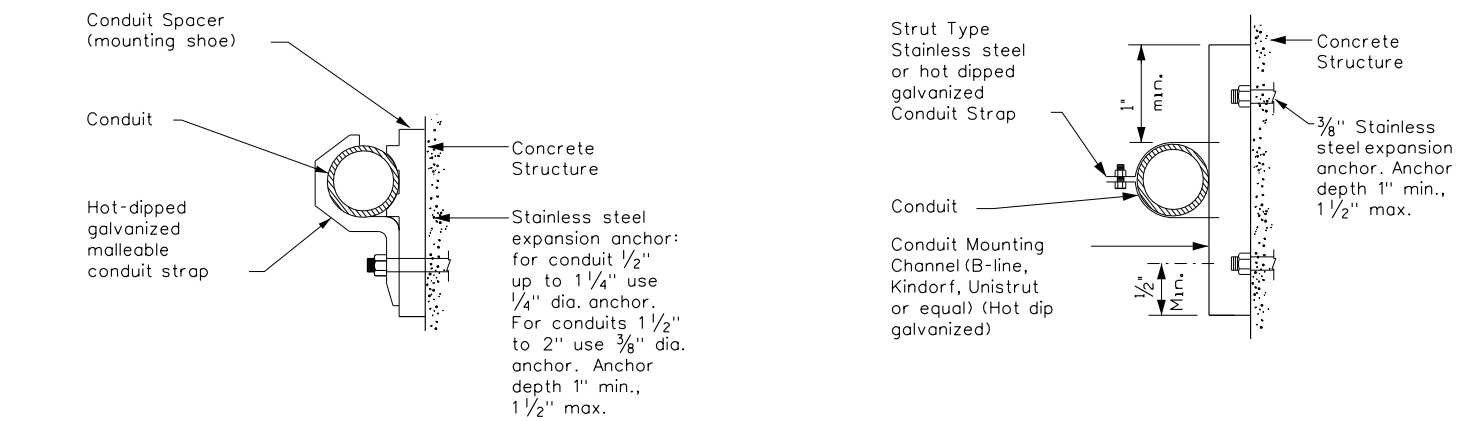 Conduit Spacer
(mounting shoe)
Conduit
Hot-dipped
galvanized
malleable
conduit strap
Concrete
Structure
Stainless steel
expansion anchor:
for conduit 1/2"
up to 1 1/4" use
1/4" dia. anchor.
For conduits 1 1/2"
to 2" use 3/8" dia.
anchor. Anchor
depth 1" min.,
1 1/2" max.
Strut Type
Stainless steel
or hot dipped
galvanized
Conduit Strap
Conduit
Conduit Mounting
Channel (B-line,
Kindorf, Unistrut
or equal) (Hot dip
galvanized)
1"
min.
1/2"
Min.
Concrete
Structure
3/8" Stainless
steel expansion
anchor. Anchor
depth 1" min.,
1 1/2" max.